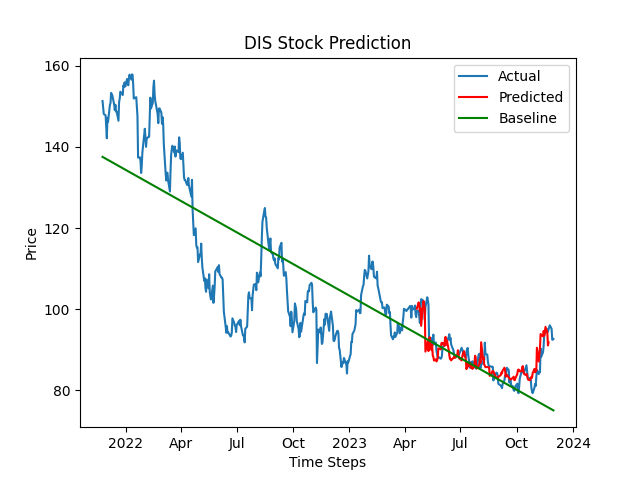 DIS Stock Prediction
Actual
Predicted
Baseline
160
140
120
100
80
Price
2022
Apr
Jul
Oct
2023
Apr
Jul
Oct
2024
Time Steps